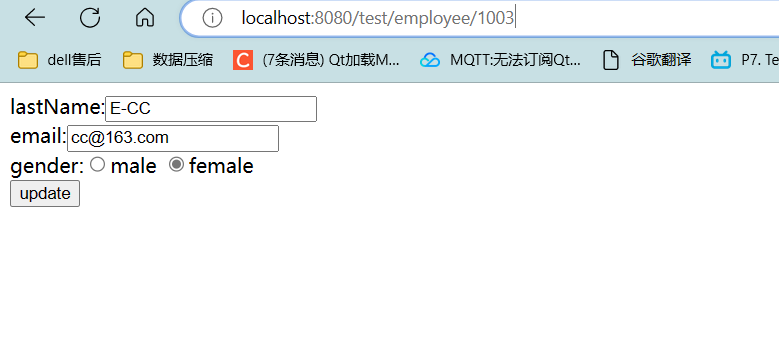 localhost:8080/test/employee/1003
dell售后 数据压缩 C (7条消息) Qt加载M... MQTT:无法订阅Qt... 谷歌翻译 P7. Te
lastName: E-CC
email: cc@163.com
gender: male female
update